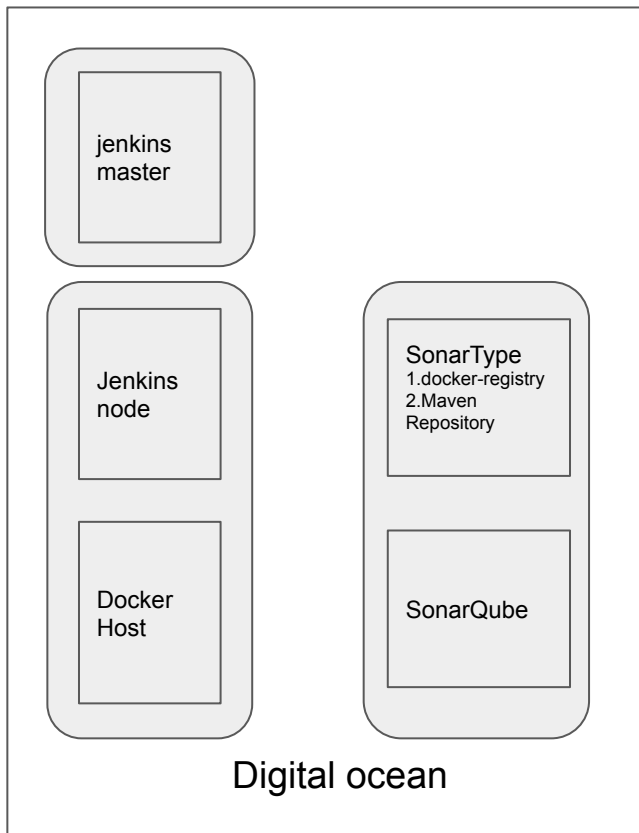 jenkins
master
Jenkins
node
Docker
Host
SonarType
1.docker-registry
2.Maven
Repository
SonarQube
Digital ocean